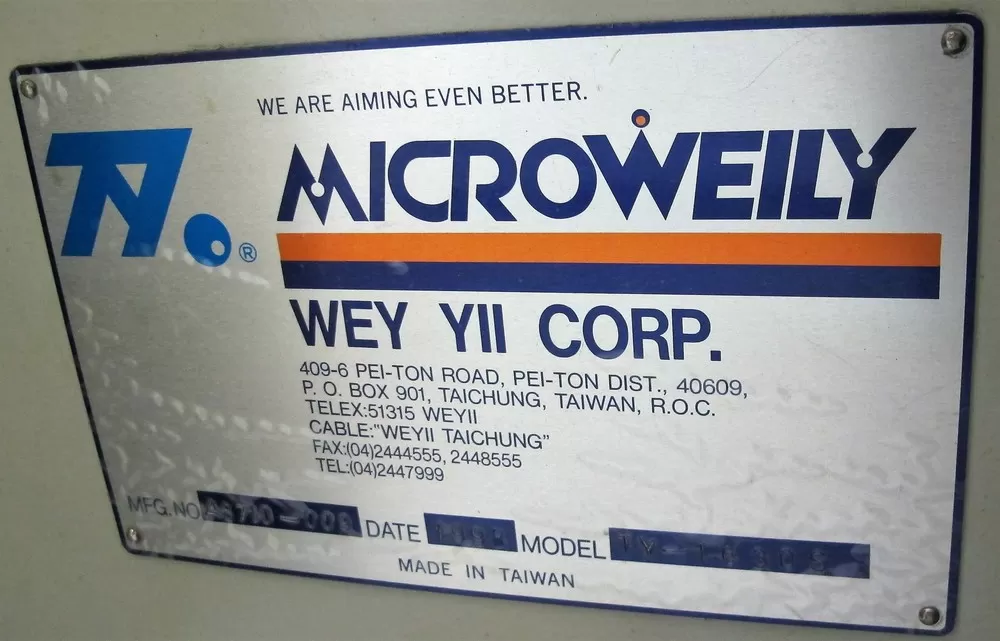 WE ARE AIMING EVEN BETTER.
®
MICROWEILY
WEY YII CORP.
409-6 PEI-TON ROAD, PEI-TON DIST., 40609,
P. O. BOX 901, TAICHUNG, TAIWAN, R.O.C.
TELEX:51315 WEYII
CABLE:"WEYII TAICHUNG"
FAX:(04)2444555, 2448555
TEL:(04)2447999
MFG. NO DATE MODEL
MADE IN TAIWAN